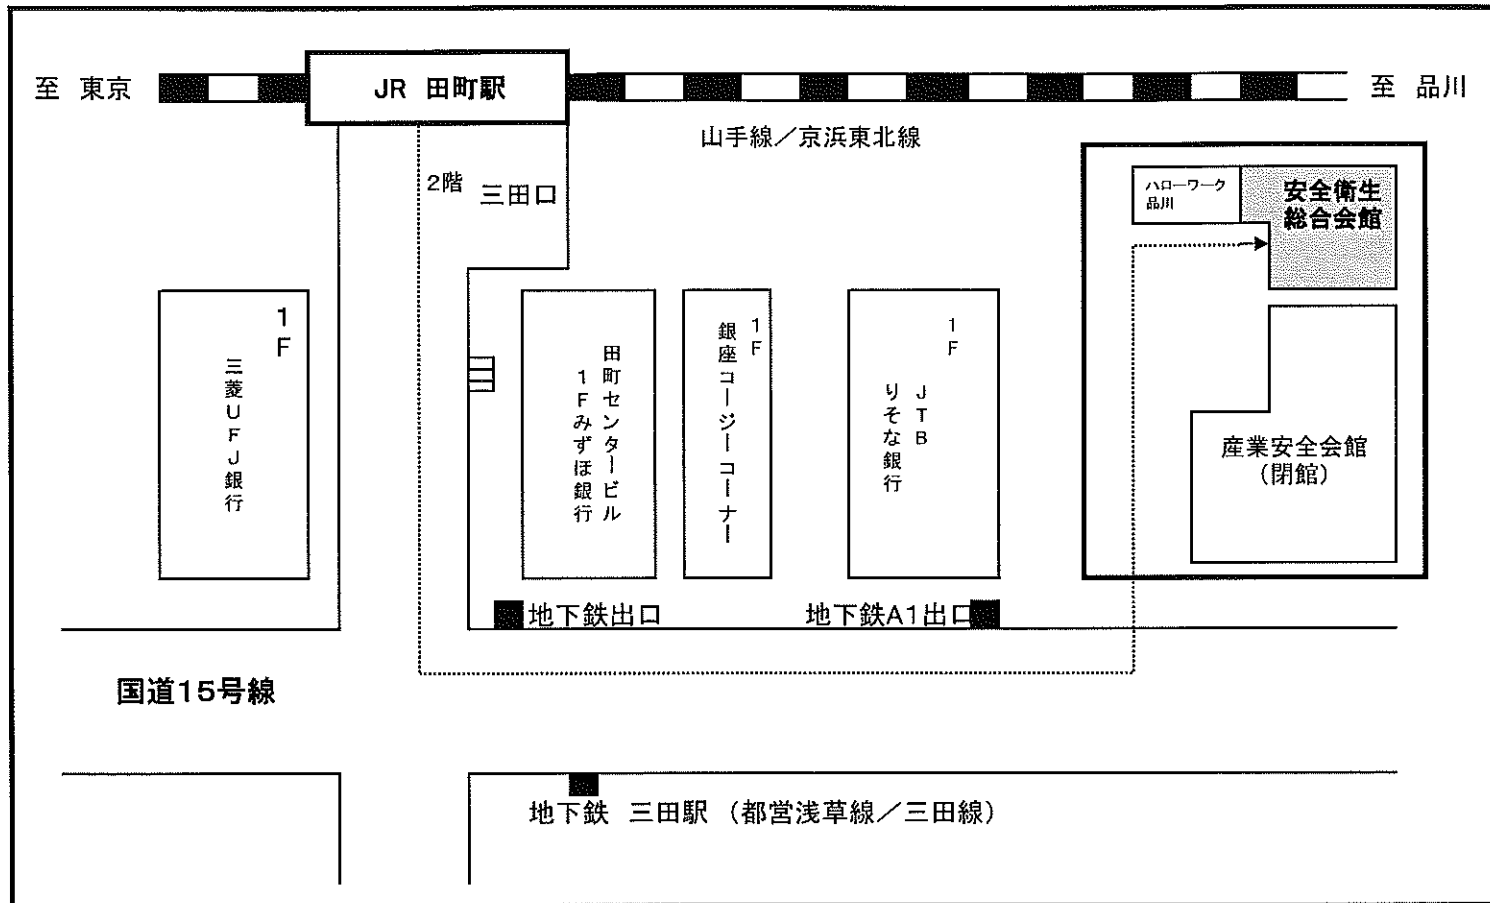 至 東京
JR 田町駅
至 品川
山手線／京浜東北線
2階
三田口
ハローワーク
品川
安全衛生
総合会館
1F
三菱UFJ銀行
田町センタービル
1Fみずほ銀行
1F
銀座コージーコーナー
1F
JTB
りそな銀行
産業安全会館
（閉館）
地下鉄出口
地下鉄A1出口
国道15号線
地下鉄 三田駅 （都営浅草線／三田線）